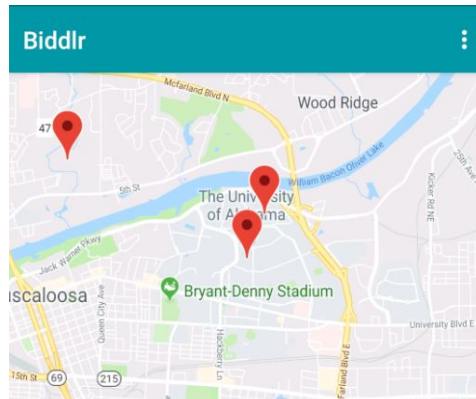 Biddlr
Mcfarland Blvd N
Wood Ridge
47
5th St
William Bacon Oliver Lake
25th Ave
Kicker Rd NE
The University
of Alabama
Jack Warner Pkwy
uscaloosa
Queen City Ave
Bryant-Denny Stadium
Hackberry Ln
University Blvd E
Farland Blvd E
15th St
69
215